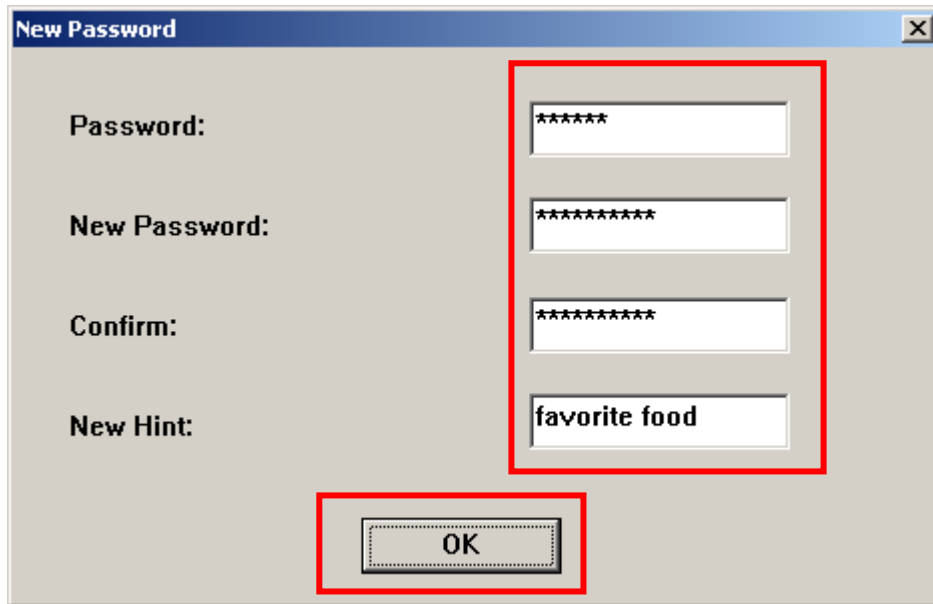 New Password
Password: ******
New Password: **********
Confirm: **********
New Hint: favorite food
OK